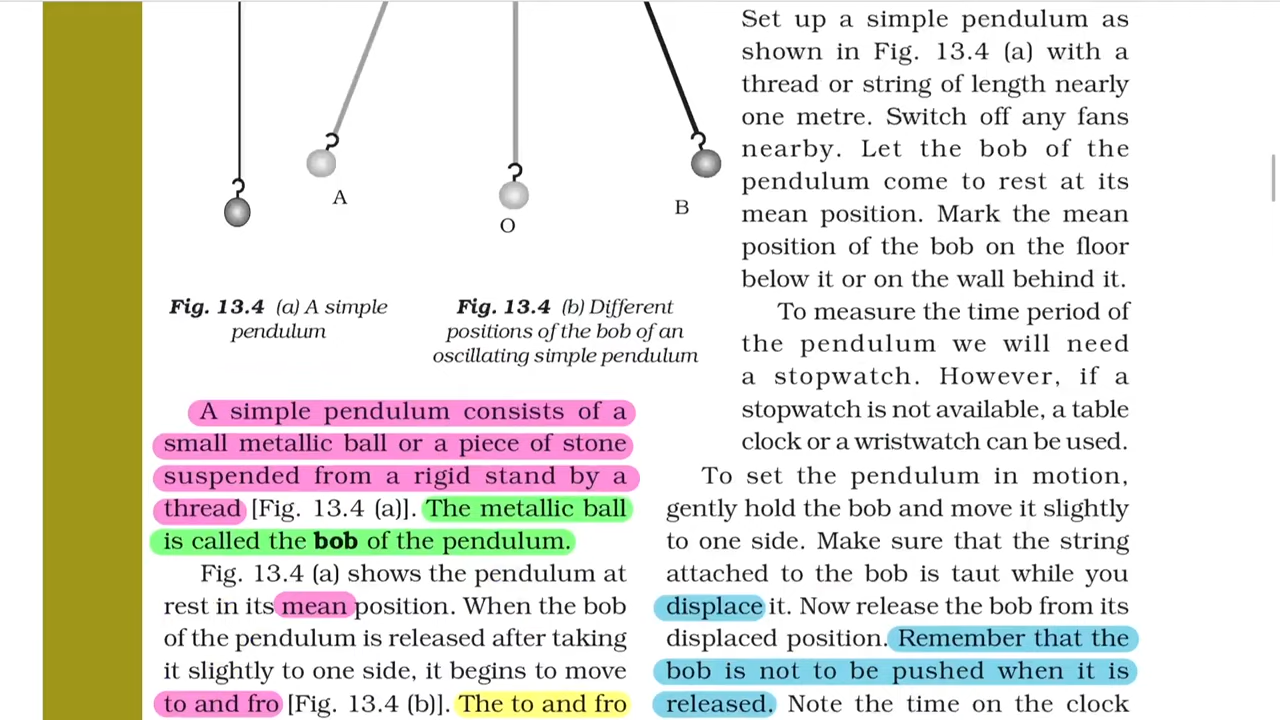 A
O
B
Fig. 13.4 (a) A simple
pendulum
Fig. 13.4 (b) Different
positions of the bob of an
oscillating simple pendulum
A simple pendulum consists of a
small metallic ball or a piece of stone
suspended from a rigid stand by a
thread [Fig. 13.4 (a)]. The metallic ball
is called the bob of the pendulum.
Fig. 13.4 (a) shows the pendulum at
rest in its mean position. When the bob
of the pendulum is released after taking
it slightly to one side, it begins to move
to and fro [Fig. 13.4 (b)]. The to and fro
Set up a simple pendulum as
shown in Fig. 13.4 (a) with a
thread or string of length nearly
one metre. Switch off any fans
nearby. Let the bob of the
pendulum come to rest at its
mean position. Mark the mean
position of the bob on the floor
below it or on the wall behind it.
To measure the time period of
the pendulum we will need
a stopwatch. However, if a
stopwatch is not available, a table
clock or a wristwatch can be used.
To set the pendulum in motion,
gently hold the bob and move it slightly
to one side. Make sure that the string
attached to the bob is taut while you
displace it. Now release the bob from its
displaced position. Remember that the
bob is not to be pushed when it is
released. Note the time on the clock